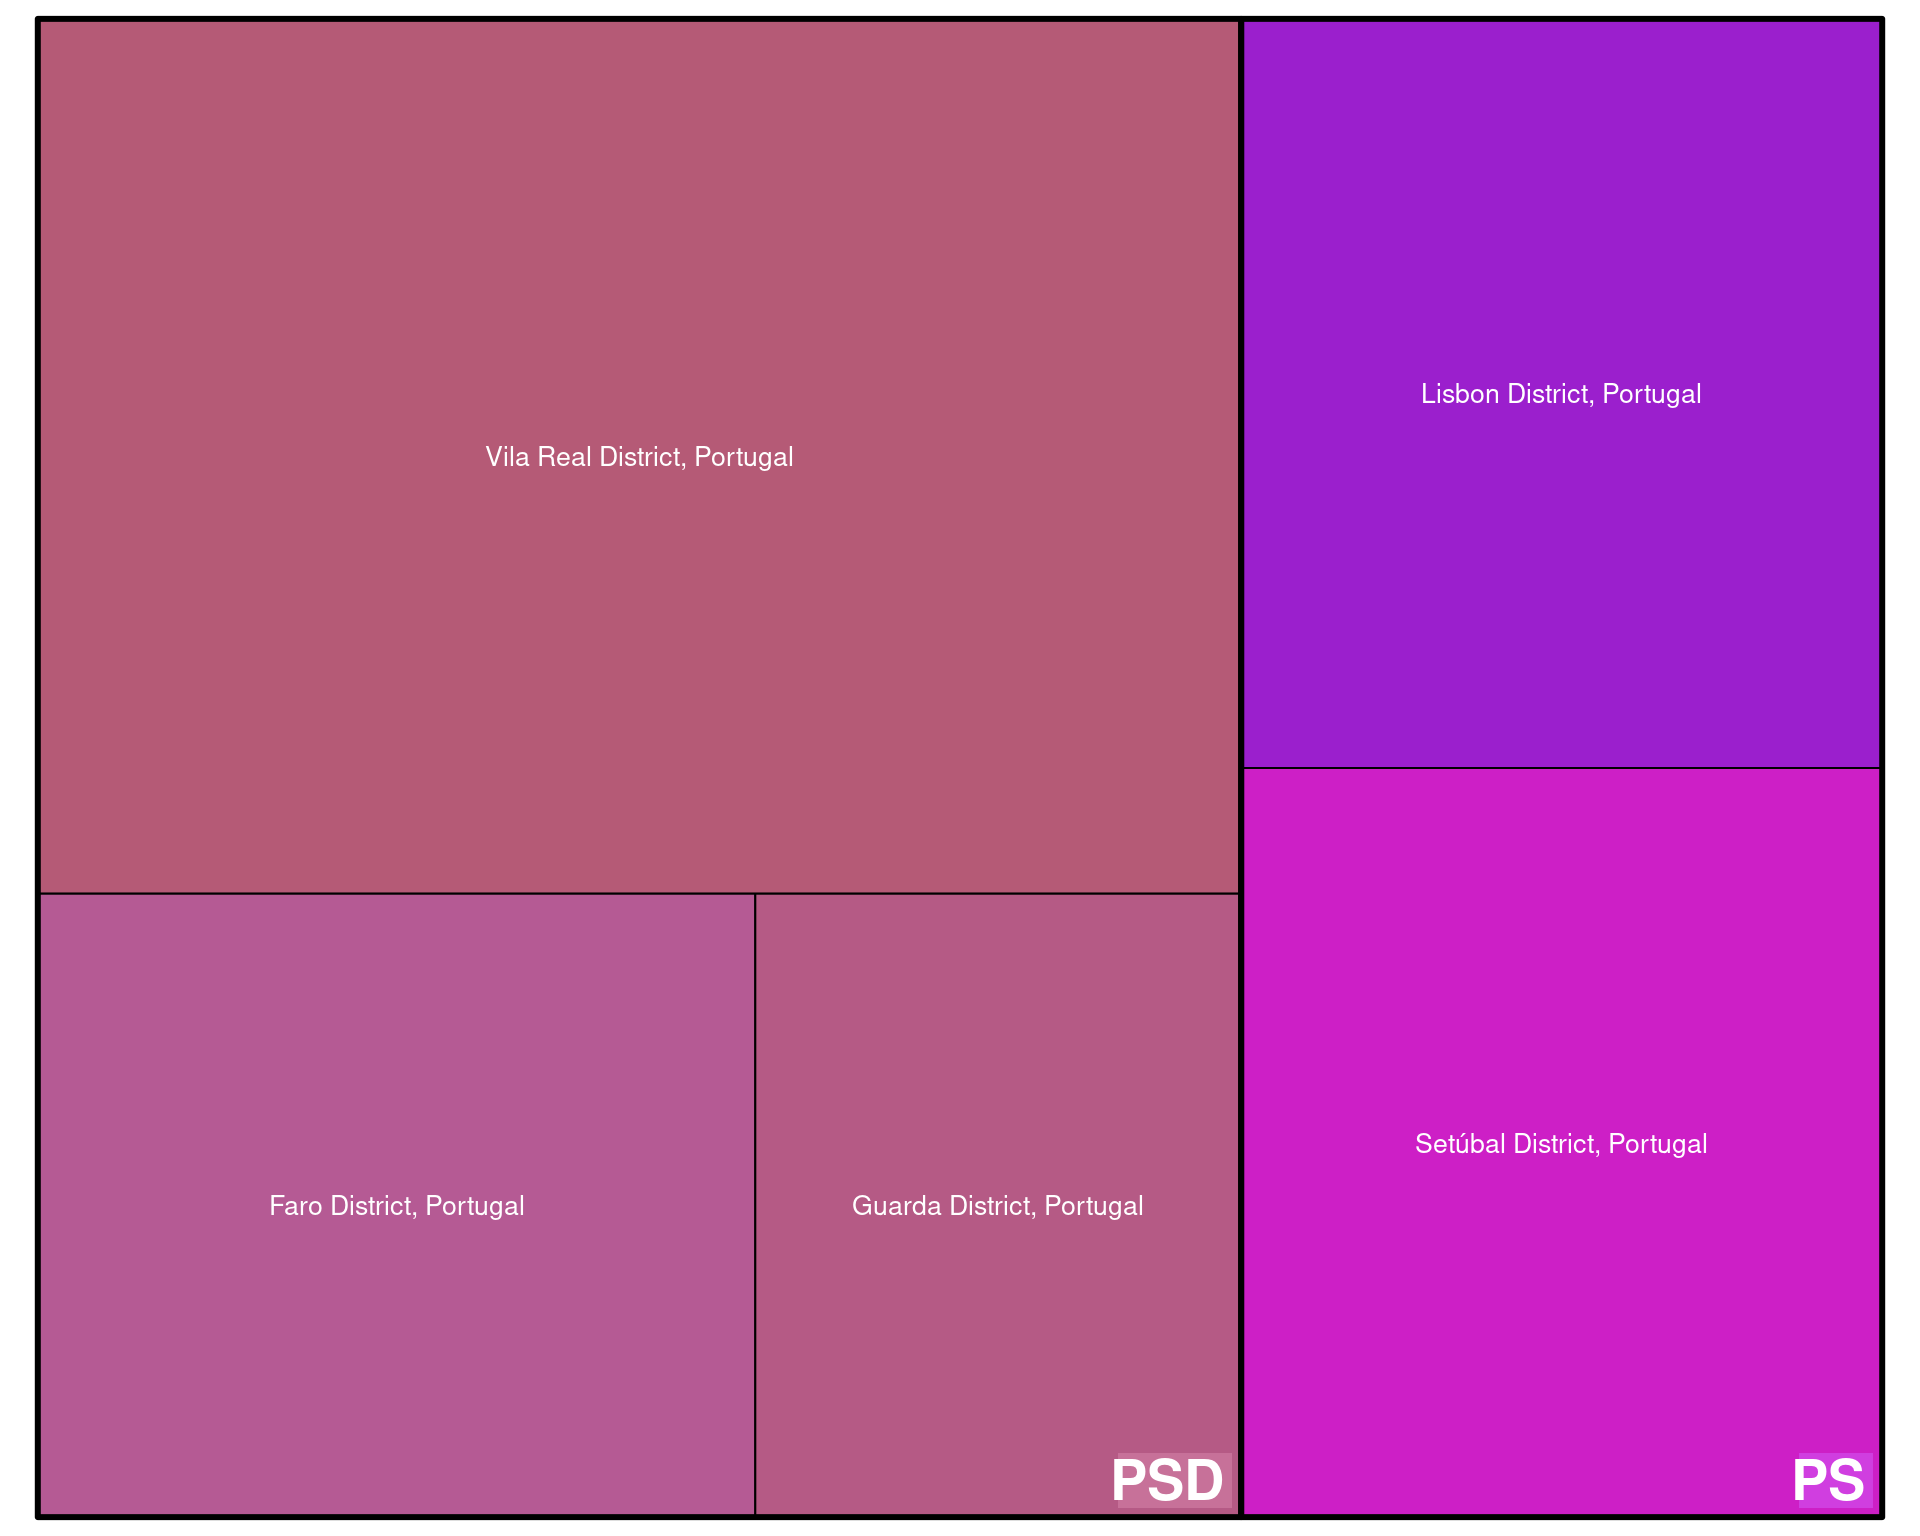 Vila Real District, Portugal
Lisbon District, Portugal
Faro District, Portugal
Guarda District, Portugal
Setúbal District, Portugal
PSD
PS